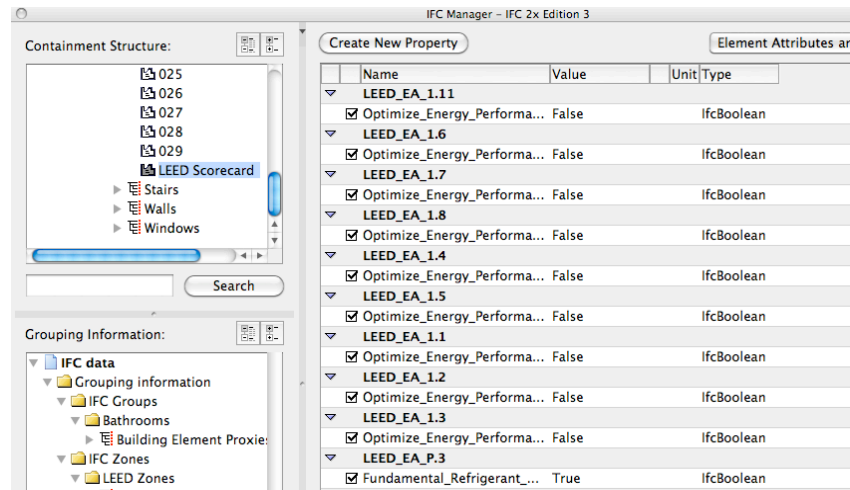 IFC Manager – IFC 2x Edition 3
Containment Structure:
025
026
027
028
029
LEED Scorecard
Stairs
Walls
Windows
Search
Grouping Information:
IFC data
Grouping information
IFC Groups
Bathrooms
Building Element Proxies
IFC Zones
LEED Zones
Create New Property
Element Attributes
Name Value Unit Type
LEED_EA_1.11
Optimize_Energy_Performa... False IfcBoolean
LEED_EA_1.6
Optimize_Energy_Performa... False IfcBoolean
LEED_EA_1.7
Optimize_Energy_Performa... False IfcBoolean
LEED_EA_1.8
Optimize_Energy_Performa... False IfcBoolean
LEED_EA_1.4
Optimize_Energy_Performa... False IfcBoolean
LEED_EA_1.5
Optimize_Energy_Performa... False IfcBoolean
LEED_EA_1.1
Optimize_Energy_Performa... False IfcBoolean
LEED_EA_1.2
Optimize_Energy_Performa... False IfcBoolean
LEED_EA_1.3
Optimize_Energy_Performa... False IfcBoolean
LEED_EA_P.3
Fundamental_Refrigerant_... True IfcBoolean